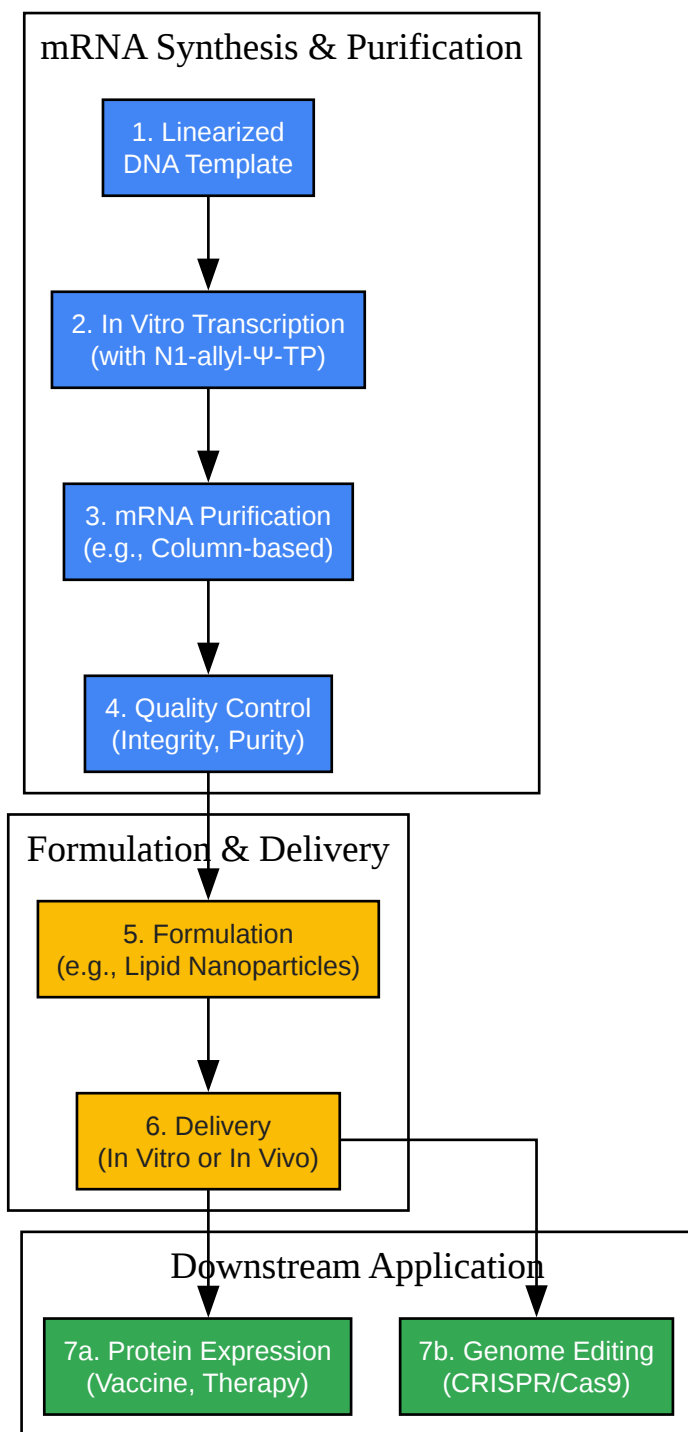 mRNA Synthesis & Purification
1. Linearized
DNA Template
2. In Vitro Transcription
(with N1-allyl-Ψ-TP)
3. mRNA Purification
(e.g., Column-based)
4. Quality Control
(Integrity, Purity)
Formulation & Delivery
5. Formulation
(e.g., Lipid Nanoparticles)
6. Delivery
(In Vitro or In Vivo)
Downstream Application
7a. Protein Expression
(Vaccine, Therapy)
7b. Genome Editing
(CRISPR/Cas9)